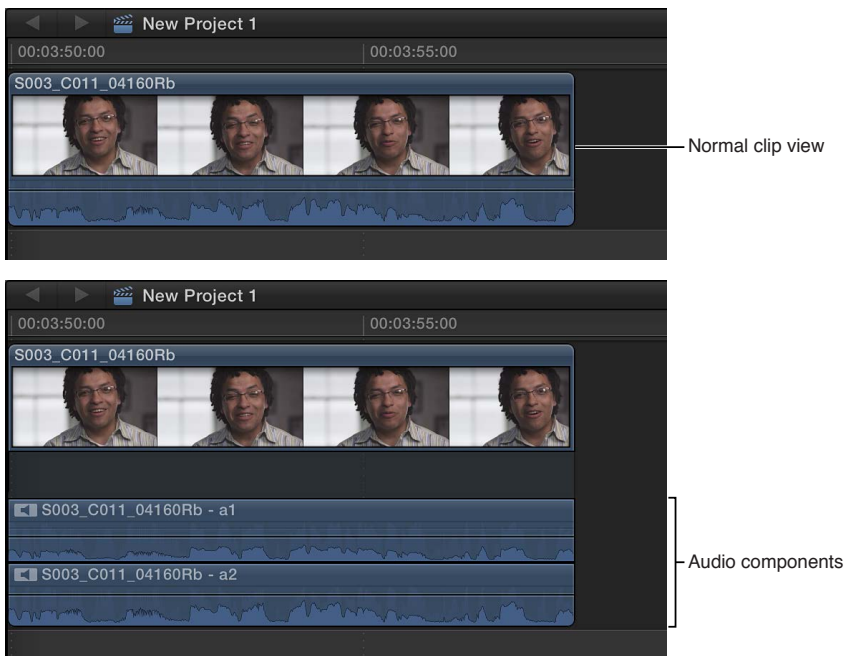 New Project 1
00:03:50:00 00:03:55:00
S003_C011_04160Rb
Normal clip view
New Project 1
00:03:50:00 00:03:55:00
S003_C011_04160Rb
S003_C011_04160Rb - a1
Audio components
S003_C011_04160Rb - a2